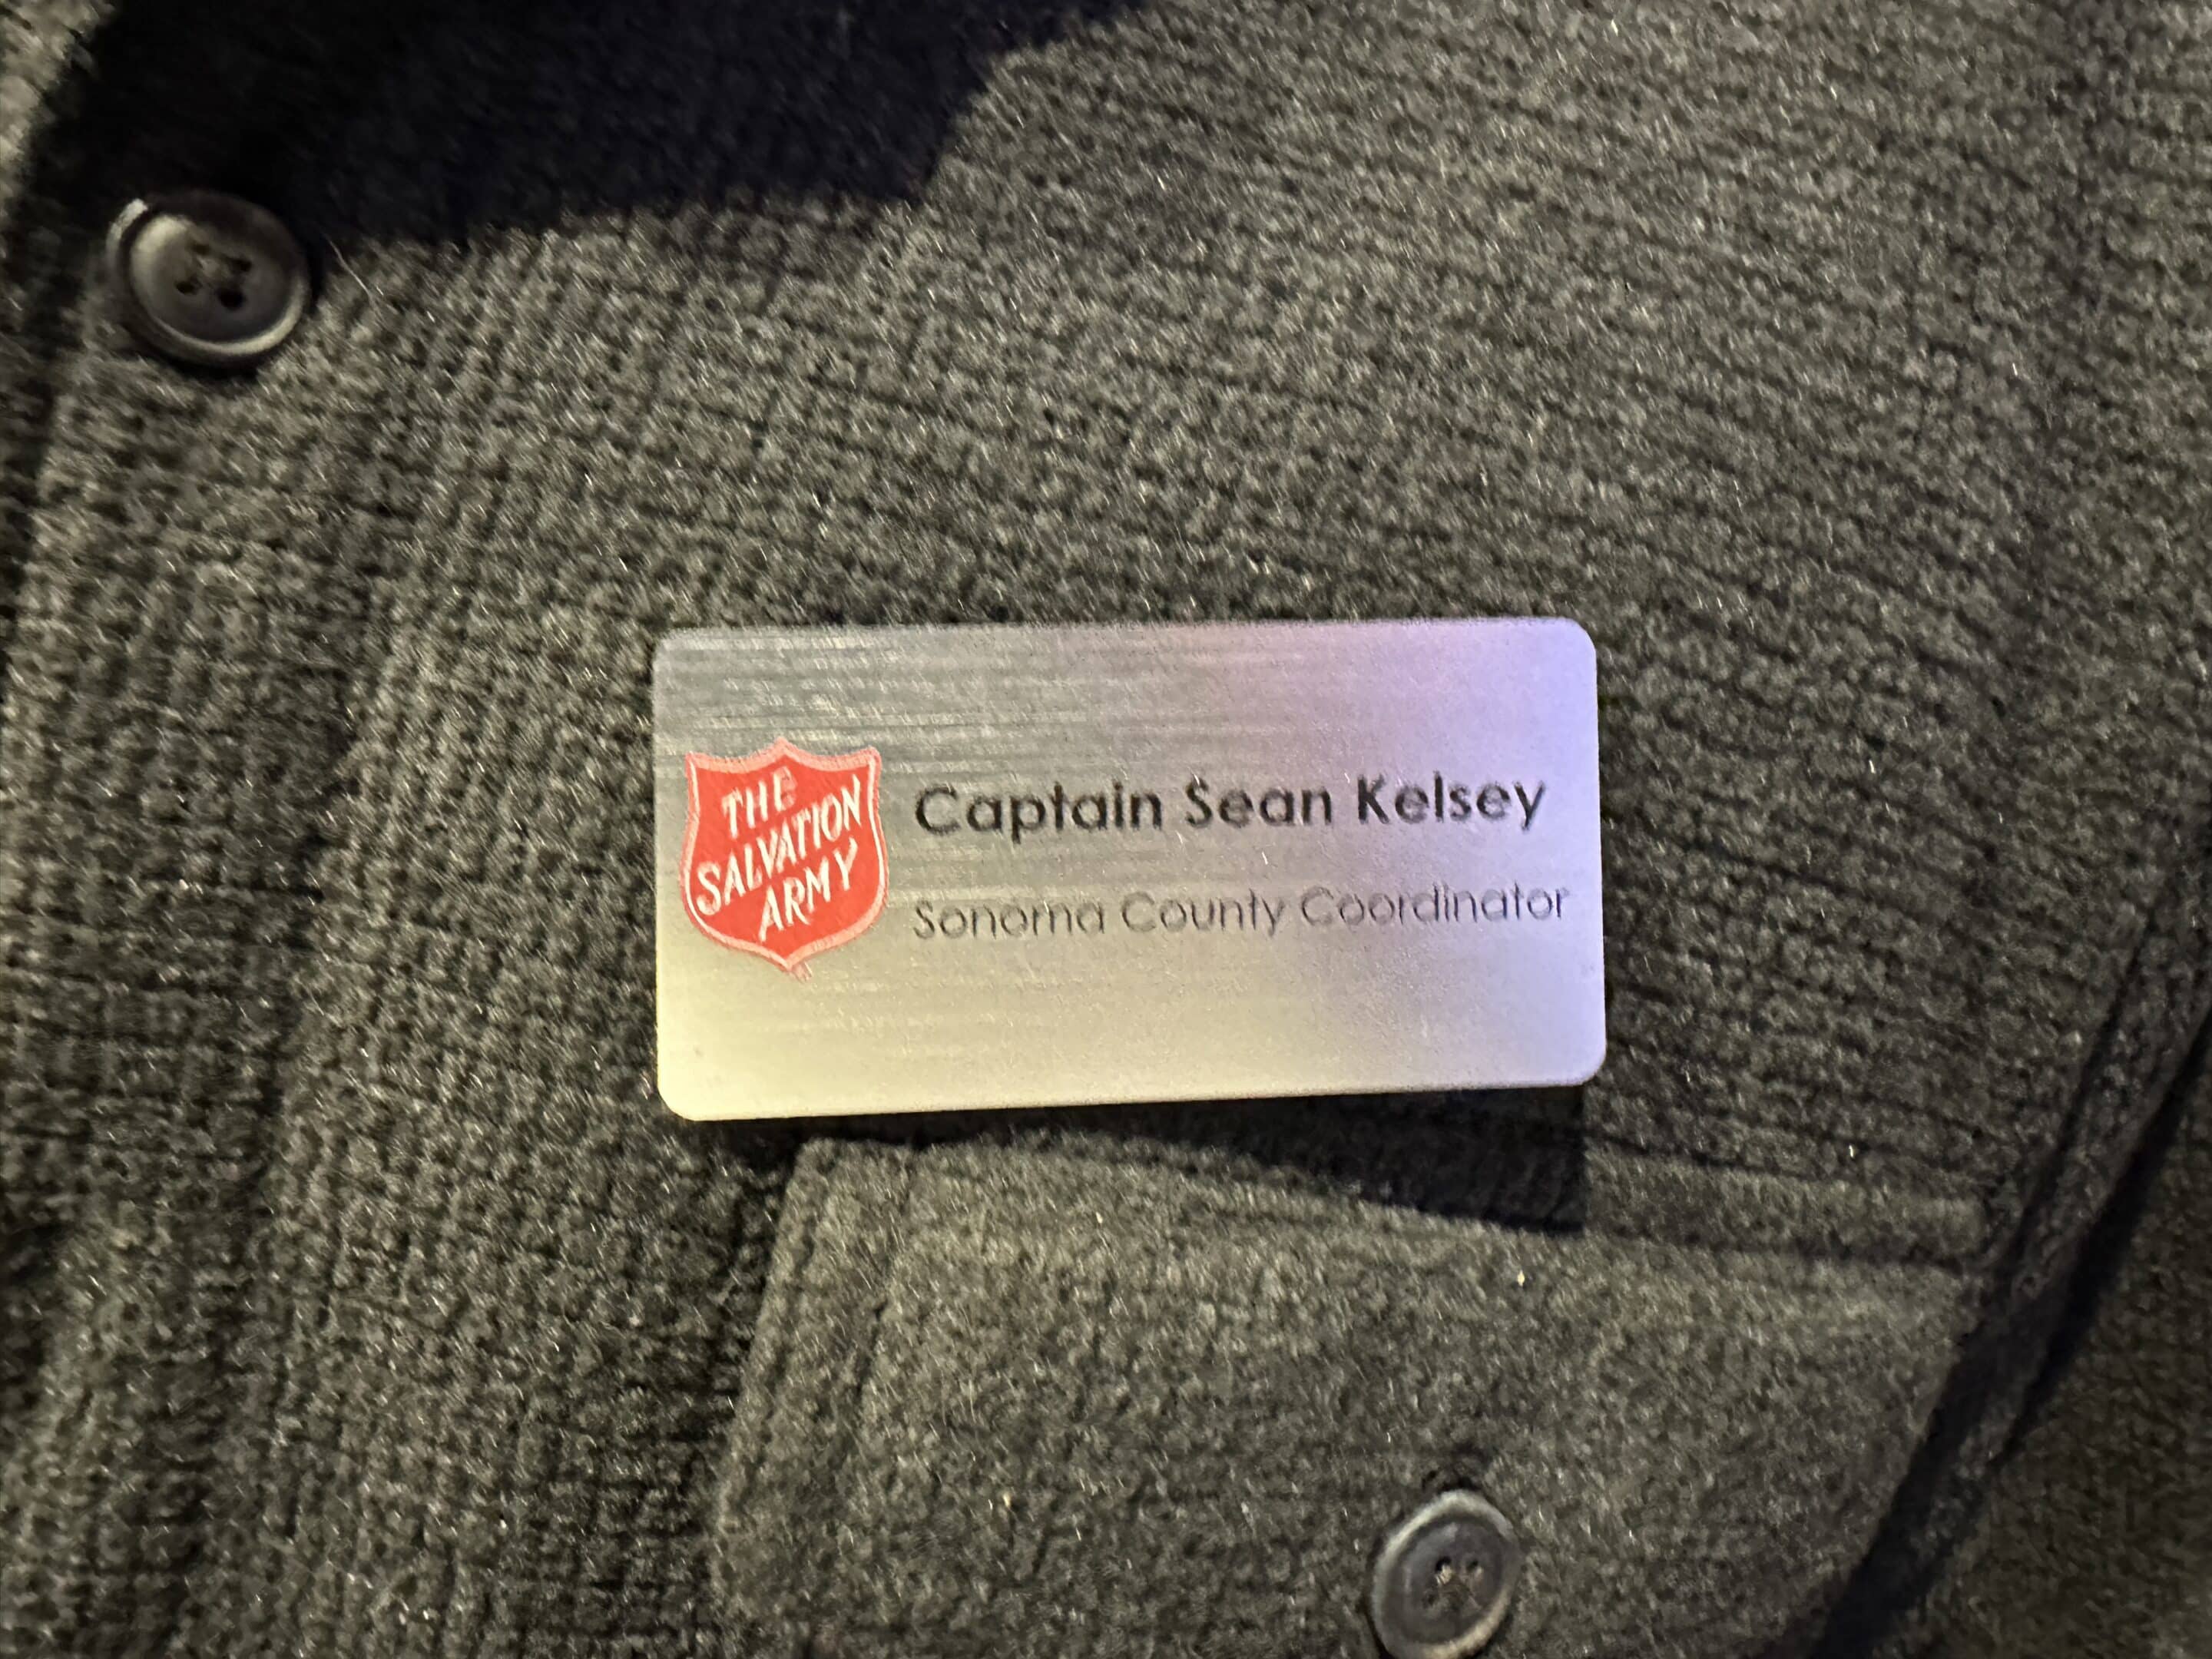 THE
SALVATION
ARMY
Captain Sean Kelsey
Sonoma County Coordinator